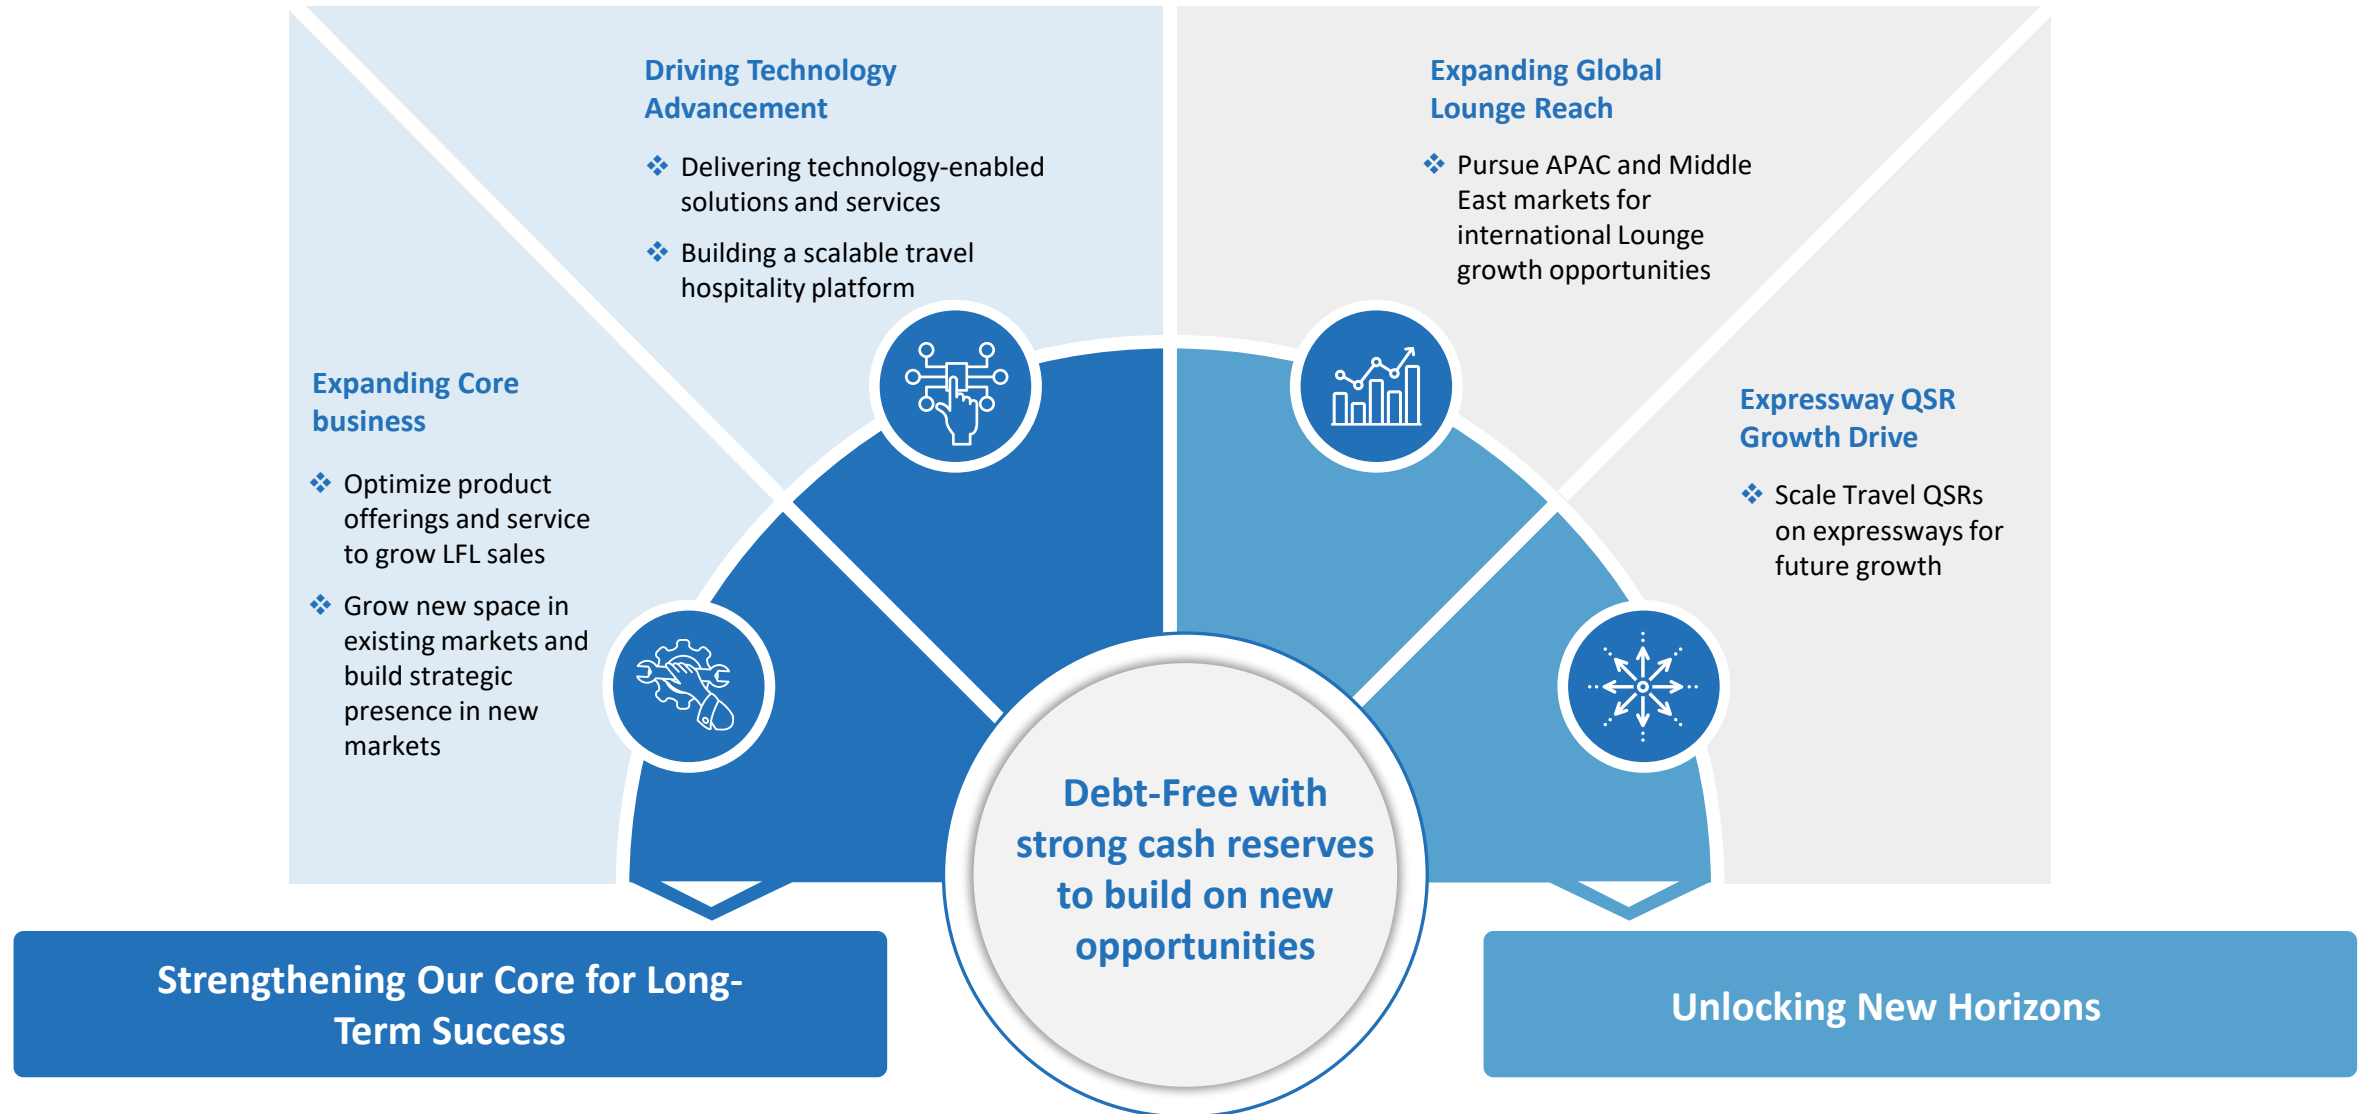 Driving Technology
Advancement
Delivering technology-enabled
solutions and services
Building a scalable travel
hospitality platform
Expanding Global
Lounge Reach
Pursue APAC and Middle
East markets for
international Lounge
growth opportunities
Expanding Core
business
Optimize product
offerings and service
to grow LFL sales
Grow new space in
existing markets and
build strategic
presence in new
markets
Expressway QSR
Growth Drive
Scale Travel QSRs
on expressways for
future growth
Debt-Free with
strong cash reserves
to build on new
opportunities
Strengthening Our Core for Long-
Term Success
Unlocking New Horizons